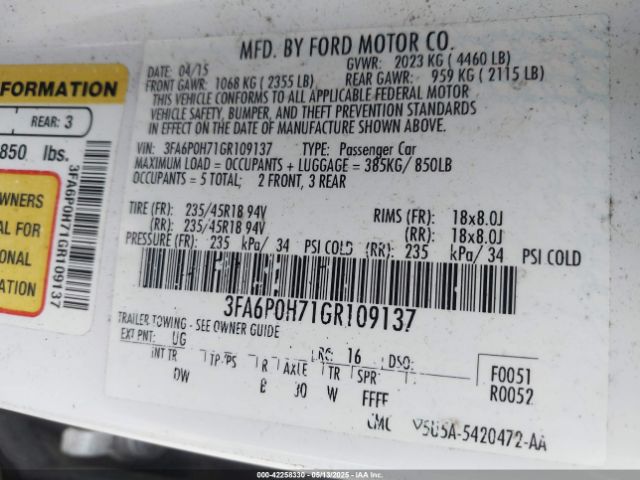 MFD. BY FORD MOTOR CO.
DATE: 04/15 GVWR: 2023 KG ( 4460 LB)
FRONT GAWR: 1068 KG ( 2355 LB) REAR GAWR: 959 KG ( 2115 LB)
THIS VEHICLE CONFORMS TO ALL APPLICABLE FEDERAL MOTOR
VEHICLE SAFETY, BUMPER, AND THEFT PREVENTION STANDARDS
IN EFFECT ON THE DATE OF MANUFACTURE SHOWN ABOVE.
VIN: 3FA6P0H71GR109137 TYPE: Passenger Car
MAXIMUM LOAD = OCCUPANTS + LUGGAGE = 385KG/ 850LB
OCCUPANTS = 5 TOTAL; 2 FRONT, 3 REAR
TIRE (FR): 235/45R18 94V RIMS (FR): 18x8.0J
(RR): 235/45R18 94V (RR): 18x8.0J
PRESSURE (FR): 235 kPa/ 34 PSI COLD (RR): 235 kPa/ 34 PSI COLD
3FA6P0H71GR109137
TRAILER TOWING - SEE OWNER GUIDE
EXT PNT: UG RC: 16 DSO:
INT TR TP/PS R AXLE TR SPR F0051
DW W FFFF R0052
5U5A-5420472-AA
FORMATION
REAR: 3
850 lbs.
3FA6P0H71GR109137
OWNERS
UAL FOR
IONAL
ATION
IAA-42258330 ON 05/13/2025 UNDAMAGED